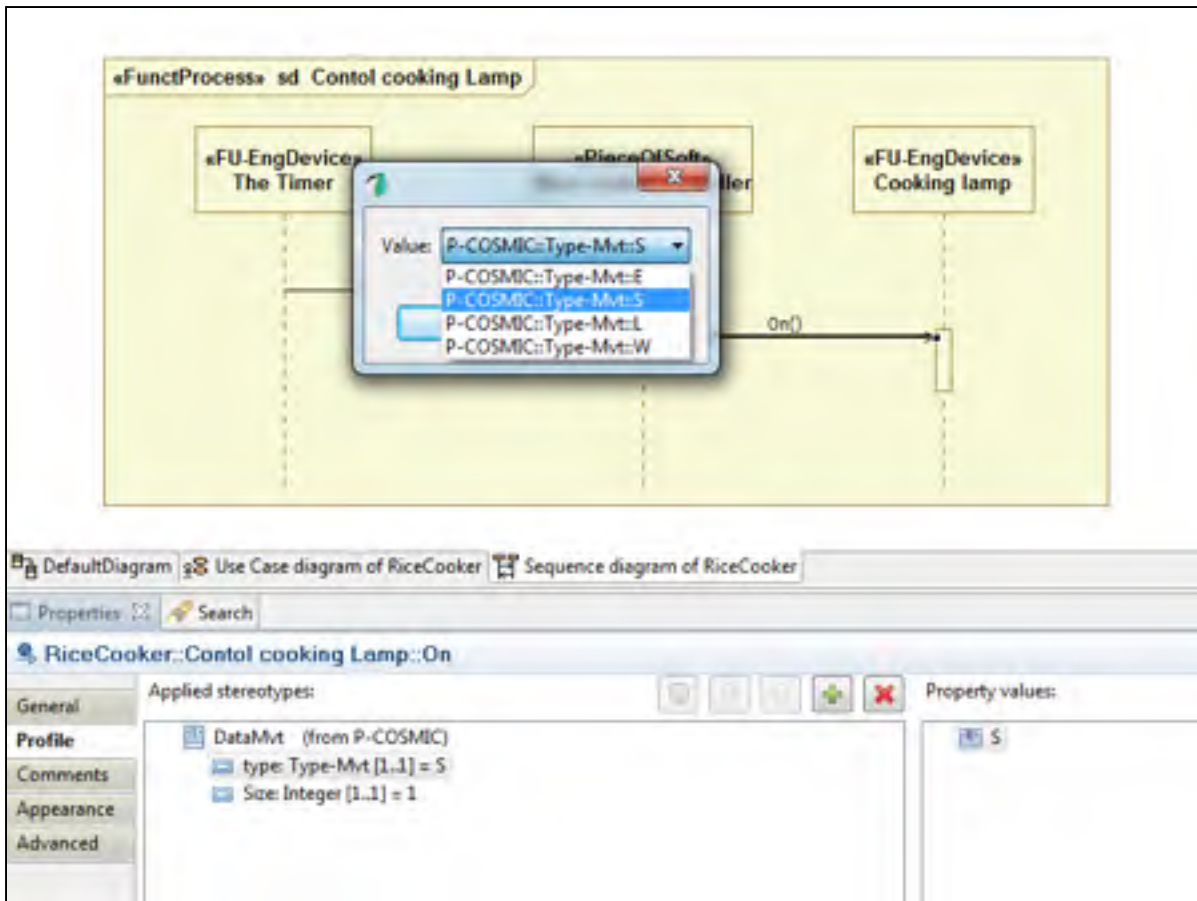 «FunctProcess» sd Contol cooking Lamp
«FU-EngDevice»
The Timer
«PieceOfSoft»
ller
«FU-EngDevice»
Cooking lamp
Value: P-COSMIC::Type-Mvt::S
P-COSMIC::Type-Mvt::E
P-COSMIC::Type-Mvt::S
P-COSMIC::Type-Mvt::L
P-COSMIC::Type-Mvt::W
On()
DefaultDiagram Use Case diagram of RiceCooker Sequence diagram of RiceCooker
Properties Search
RiceCooker::Contol cooking Lamp::On
General
Profile
Comments
Appearance
Advanced
Applied stereotypes:
DataMvt (from P-COSMIC)
type: Type-Mvt [1..1] = S
Size: Integer [1..1] = 1
Property values:
S